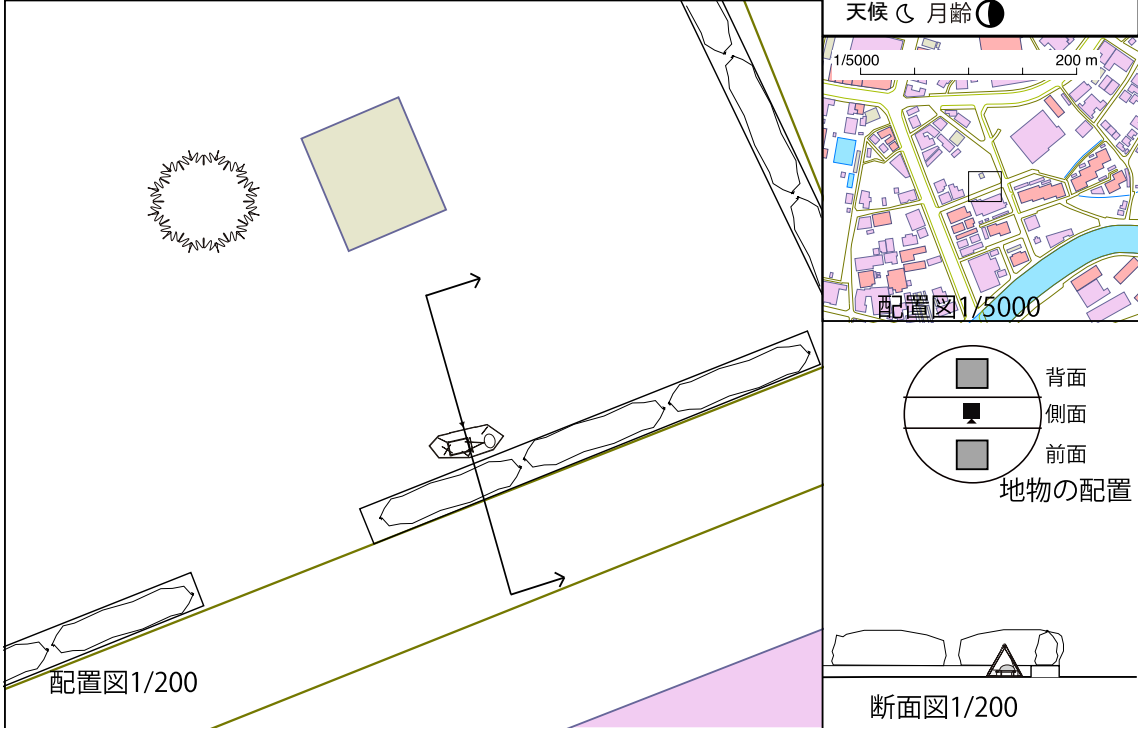 天候 月齢
1/5000 200 m
配置図1/5000
背面
側面
前面
地物の配置
配置図1/200
断面図1/200